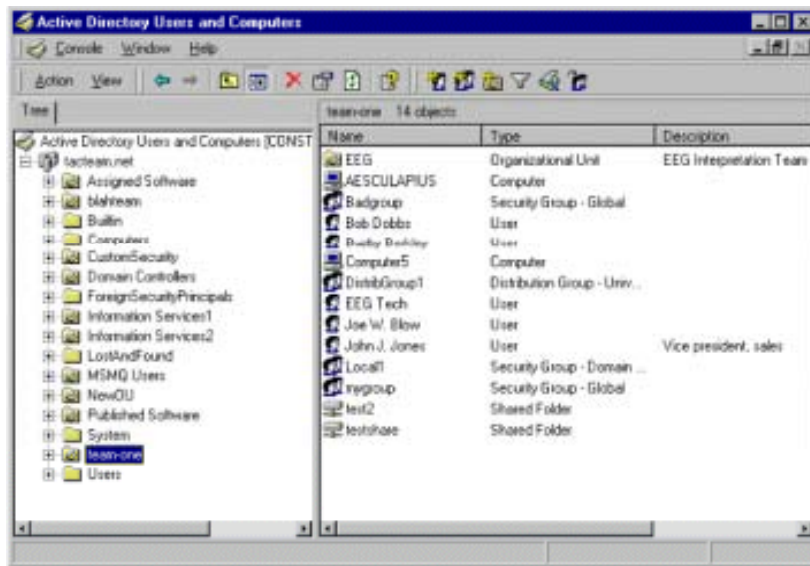 Active Directory Users and Computers
Console Window Help
Action View
Tree
team-one 14 objects
Active Directory Users and Computers [CONST
tacteam.net
Assigned Software
blahteam
Builtin
Computers
CustomSecurity
Domain Controllers
ForeignSecurityPrincipals
Information Services1
Information Services2
LostAndFound
MSMQ Users
NewOU
Published Software
System
team-one
Users
Name Type Description
EEG Organizational Unit EEG Interpretation Team
AESCULAPIUS Computer
Badgroup Security Group - Global
Bob Dobbs User
Busby Berkley User
Computer5 Computer
DistribGroup1 Distribution Group - Univ...
EEG Tech User
Joe W. Blow User
John J. Jones User Vice president, sales
Local1 Security Group - Domain ...
mygroup Security Group - Global
test2 Shared Folder
testshare Shared Folder